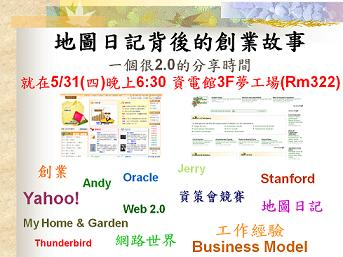 地圖日記背後的創業故事
一個很2.0的分享時間
就在5/31(四)晚上6:30 資電館3F夢工場(Rm322)
創業 Andy Oracle Jerry Stanford
Yahoo! Web 2.0 資策會競賽 地圖日記
My Home & Garden
Thunderbird 網路世界 工作經驗
Business Model